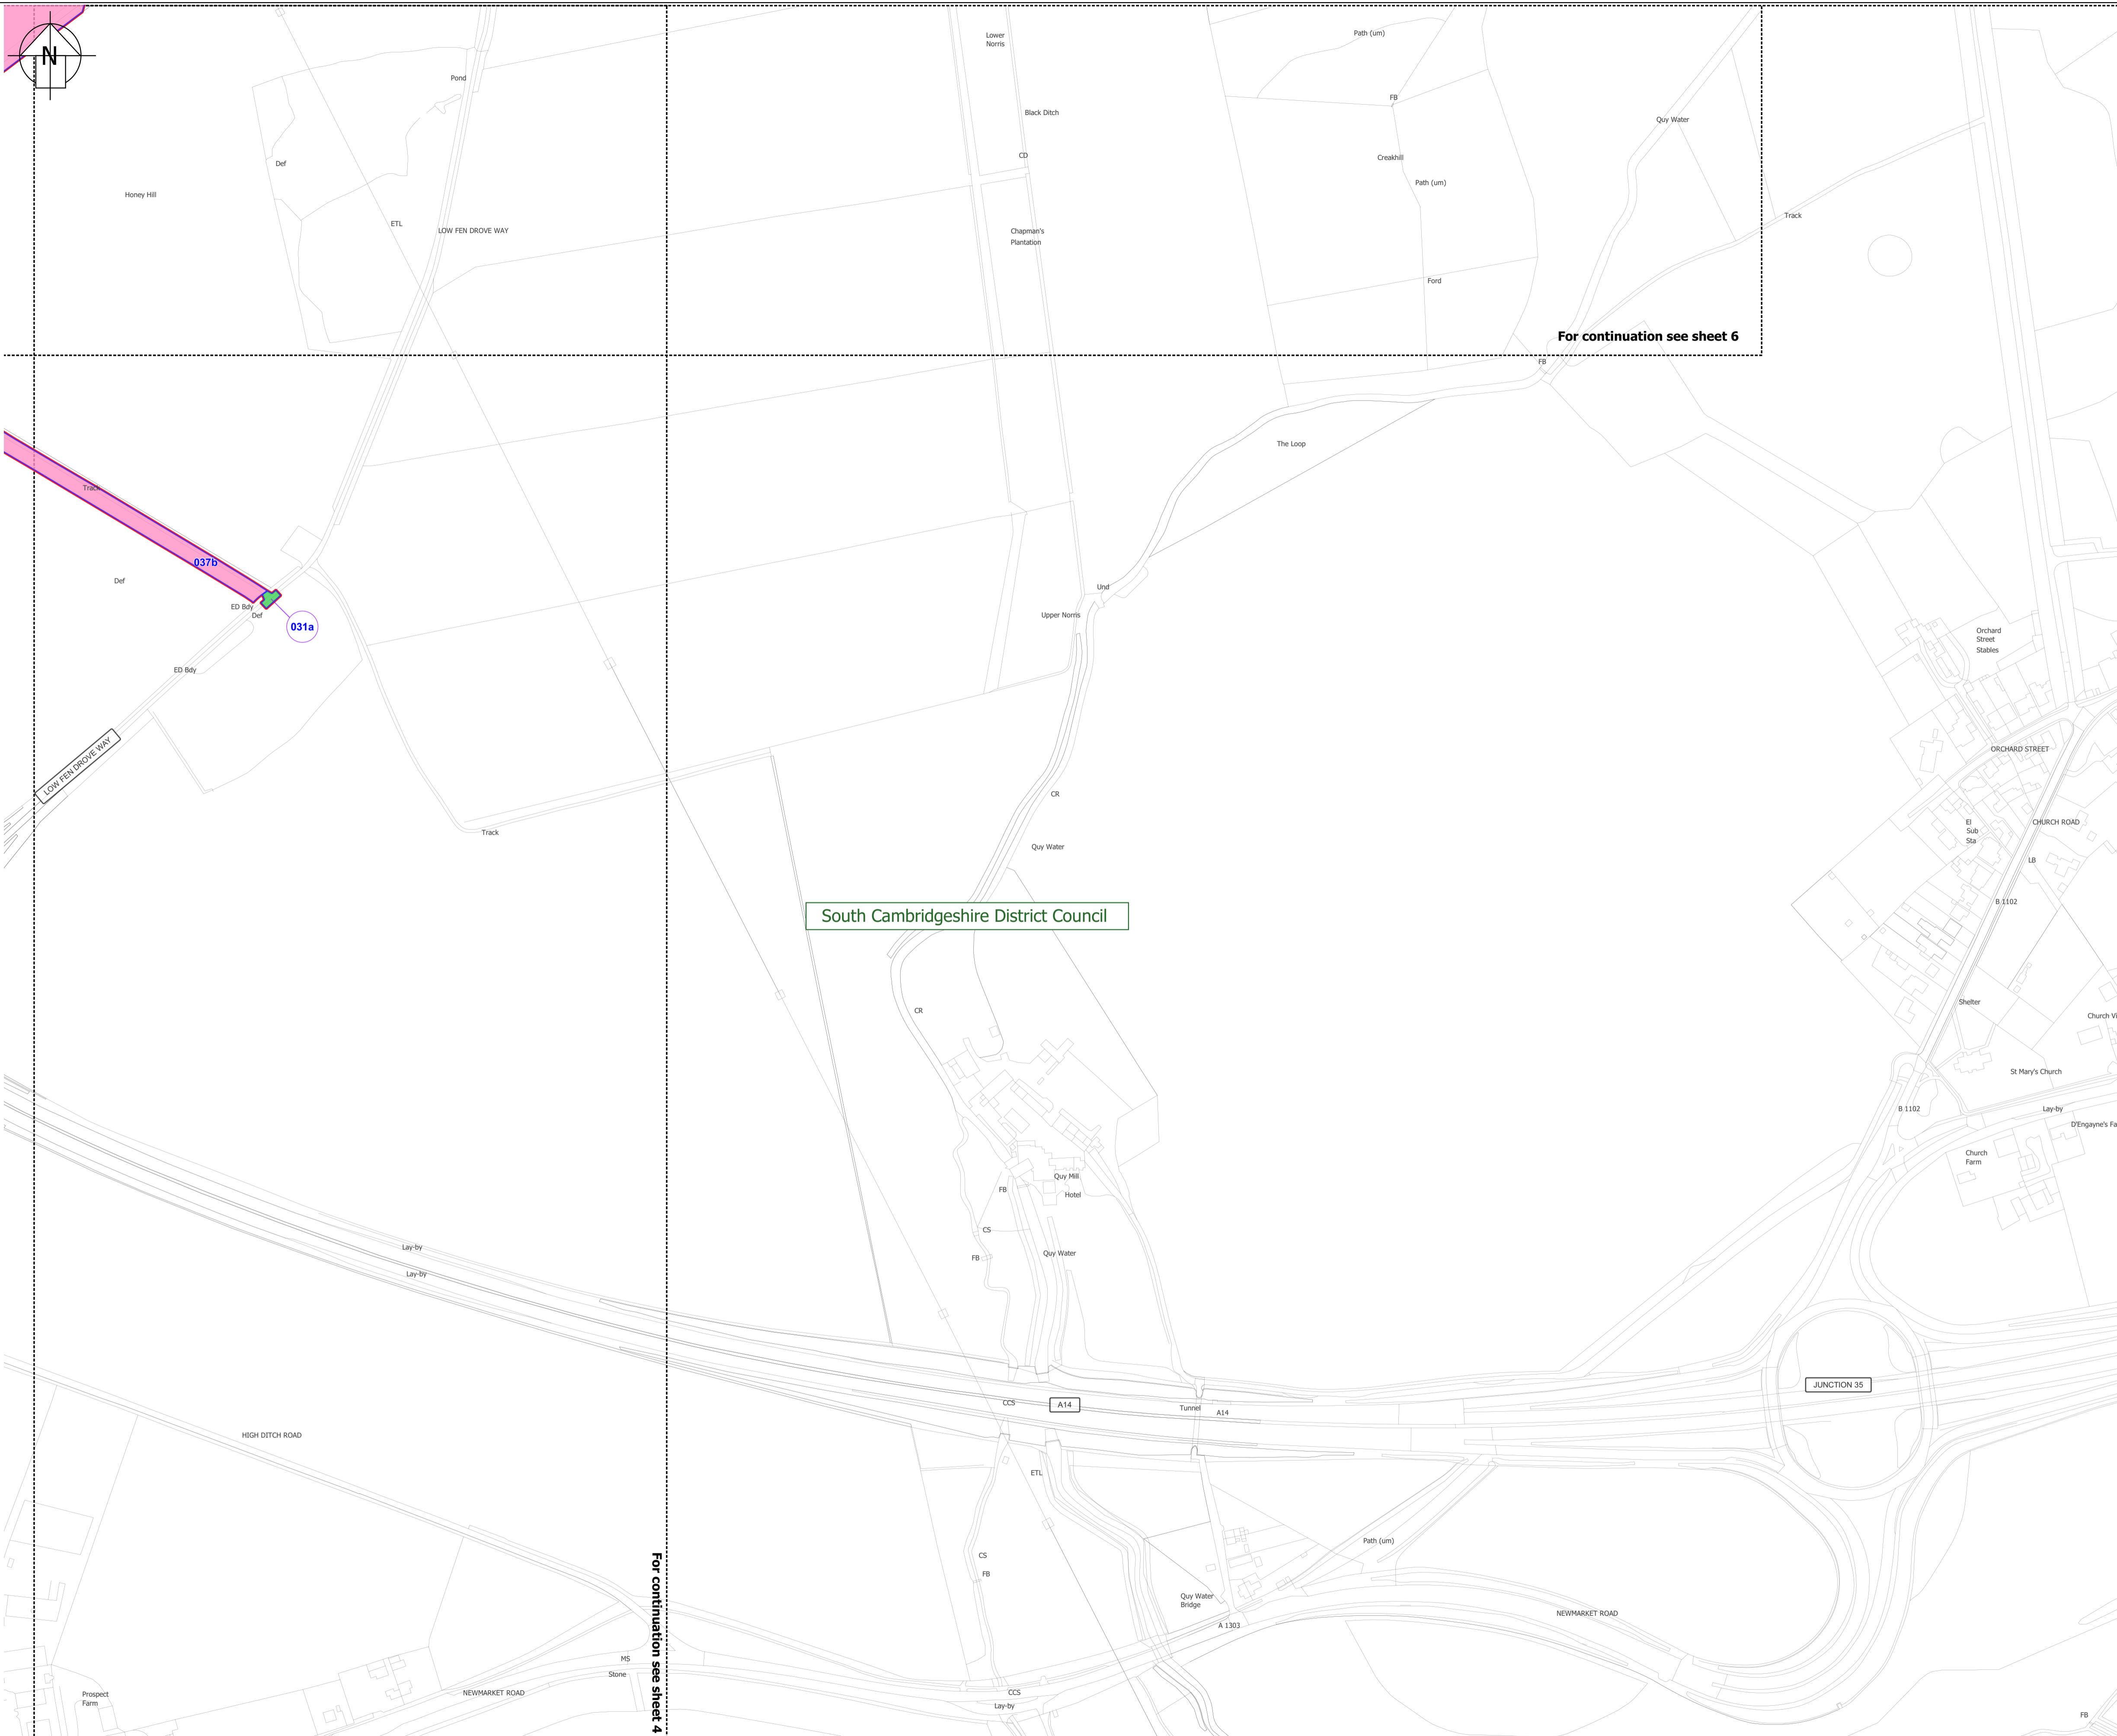 N
Lower
Norris
Path (um)
Pond
FB
Black Ditch
Quy Water
CD
Def
Creakhill
Path (um)
Honey Hill
Track
ETL
LOW FEN DROVE WAY
Chapman's
Plantation
Ford
For continuation see sheet 6
FB
The Loop
Track
037b
Def
Und
ED Bdy
Def
031a
Upper Norris
Orchard
Street
Stables
ED Bdy
LOW FEN DROVE WAY
ORCHARD STREET
CR
Track
El
Sub
Sta
CHURCH ROAD
Quy Water
LB
B 1102
South Cambridgeshire District Council
Shelter
CR
Church Vi
St Mary's Church
B 1102
Lay-by
D'Engayne's Fa
Church
Farm
Quy Mill
Hotel
FB
CS
Lay-by
Quy Water
FB
Lay-by
JUNCTION 35
CCS
A14
Tunnel
A14
HIGH DITCH ROAD
ETL
Path (um)
CS
FB
For continuation see sheet 4
Quy Water
Bridge
NEWMARKET ROAD
A 1303
MS
Stone
Prospect
Farm
NEWMARKET ROAD
CCS
Lay-by
FB